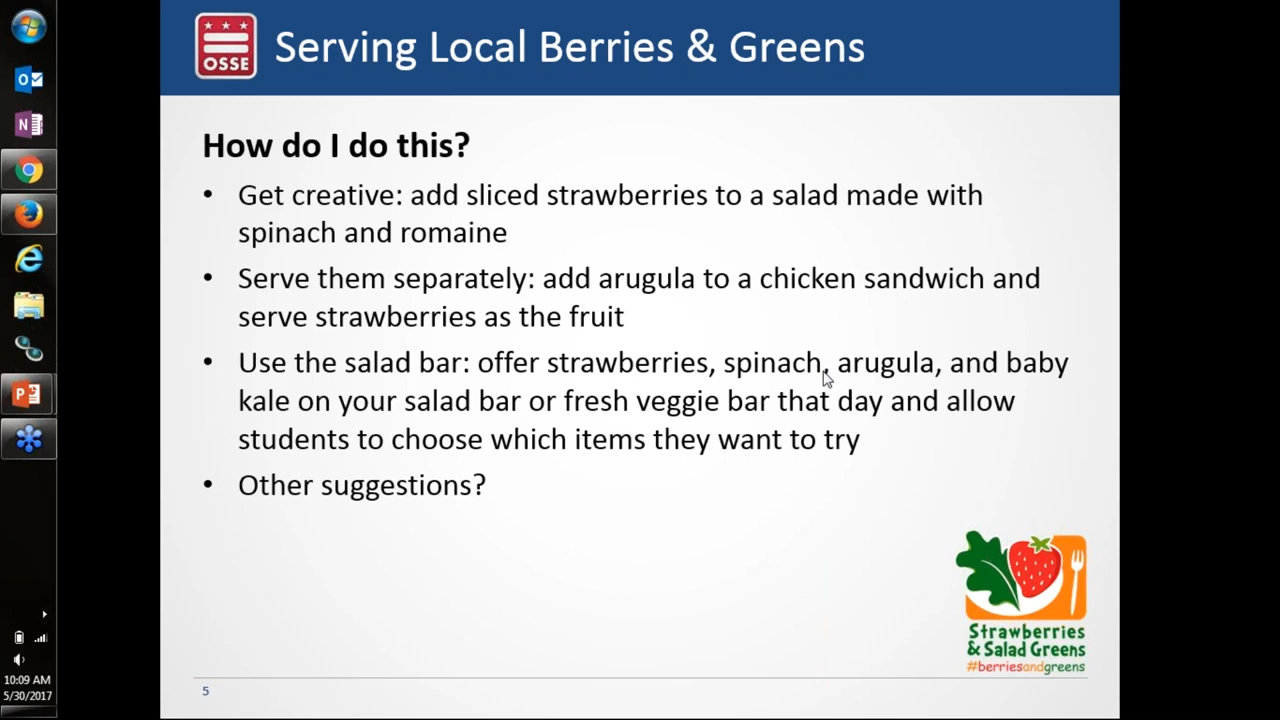 OSSE
Serving Local Berries & Greens
How do I do this?
• Get creative: add sliced strawberries to a salad made with
spinach and romaine
• Serve them separately: add arugula to a chicken sandwich and
serve strawberries as the fruit
• Use the salad bar: offer strawberries, spinach, arugula, and baby
kale on your salad bar or fresh veggie bar that day and allow
students to choose which items they want to try
• Other suggestions?
Strawberries
& Salad Greens
#berriesandgreens
5
10:09 AM
5/30/2017